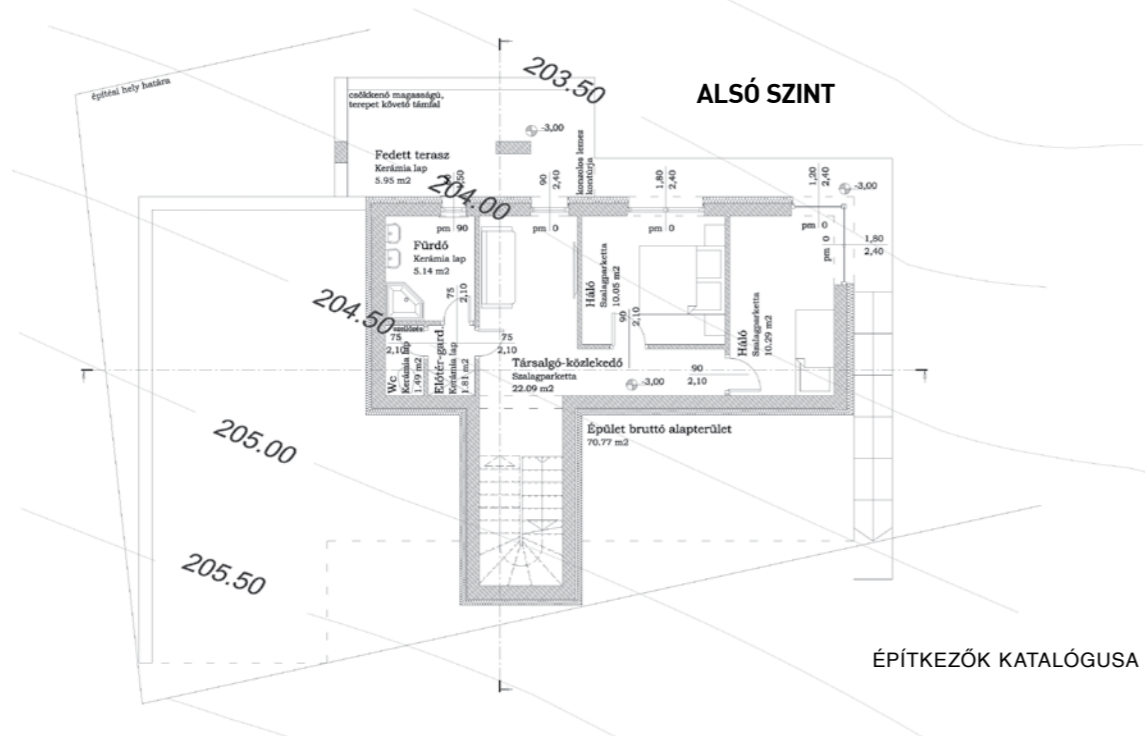 ALSÓ SZINT
építési hely határa
203.50
csökkenő magasságú,
terepet követő támfal
-3,00
Fedett terasz
Kerámia lap
5.95 m2
konzolos lemez
kontúrja
204.00
90
2,40
1,80
2,40
1,20
2,40
-3,00
pm 90
pm 0
pm 0
pm 0
pm 0
1,80
2,40
Fürdő
Kerámia lap
5.14 m2
75
2,10
204.50
szellőzés
75
2,10
75
2,10
Wc
Kerámia lap
1.49 m2
Előtér-gard.
Kerámia lap
1.81 m2
Háló
Szalagparketta
10.05 m2
90
2,10
Háló
Szalagparketta
10.29 m2
Társalgó-közlekedő
Szalagparketta
22.09 m2
-3,00
90
2,10
205.00
Épület bruttó alapterület
70.77 m2
205.50
ÉPÍTKEZŐK KATALÓGUSA